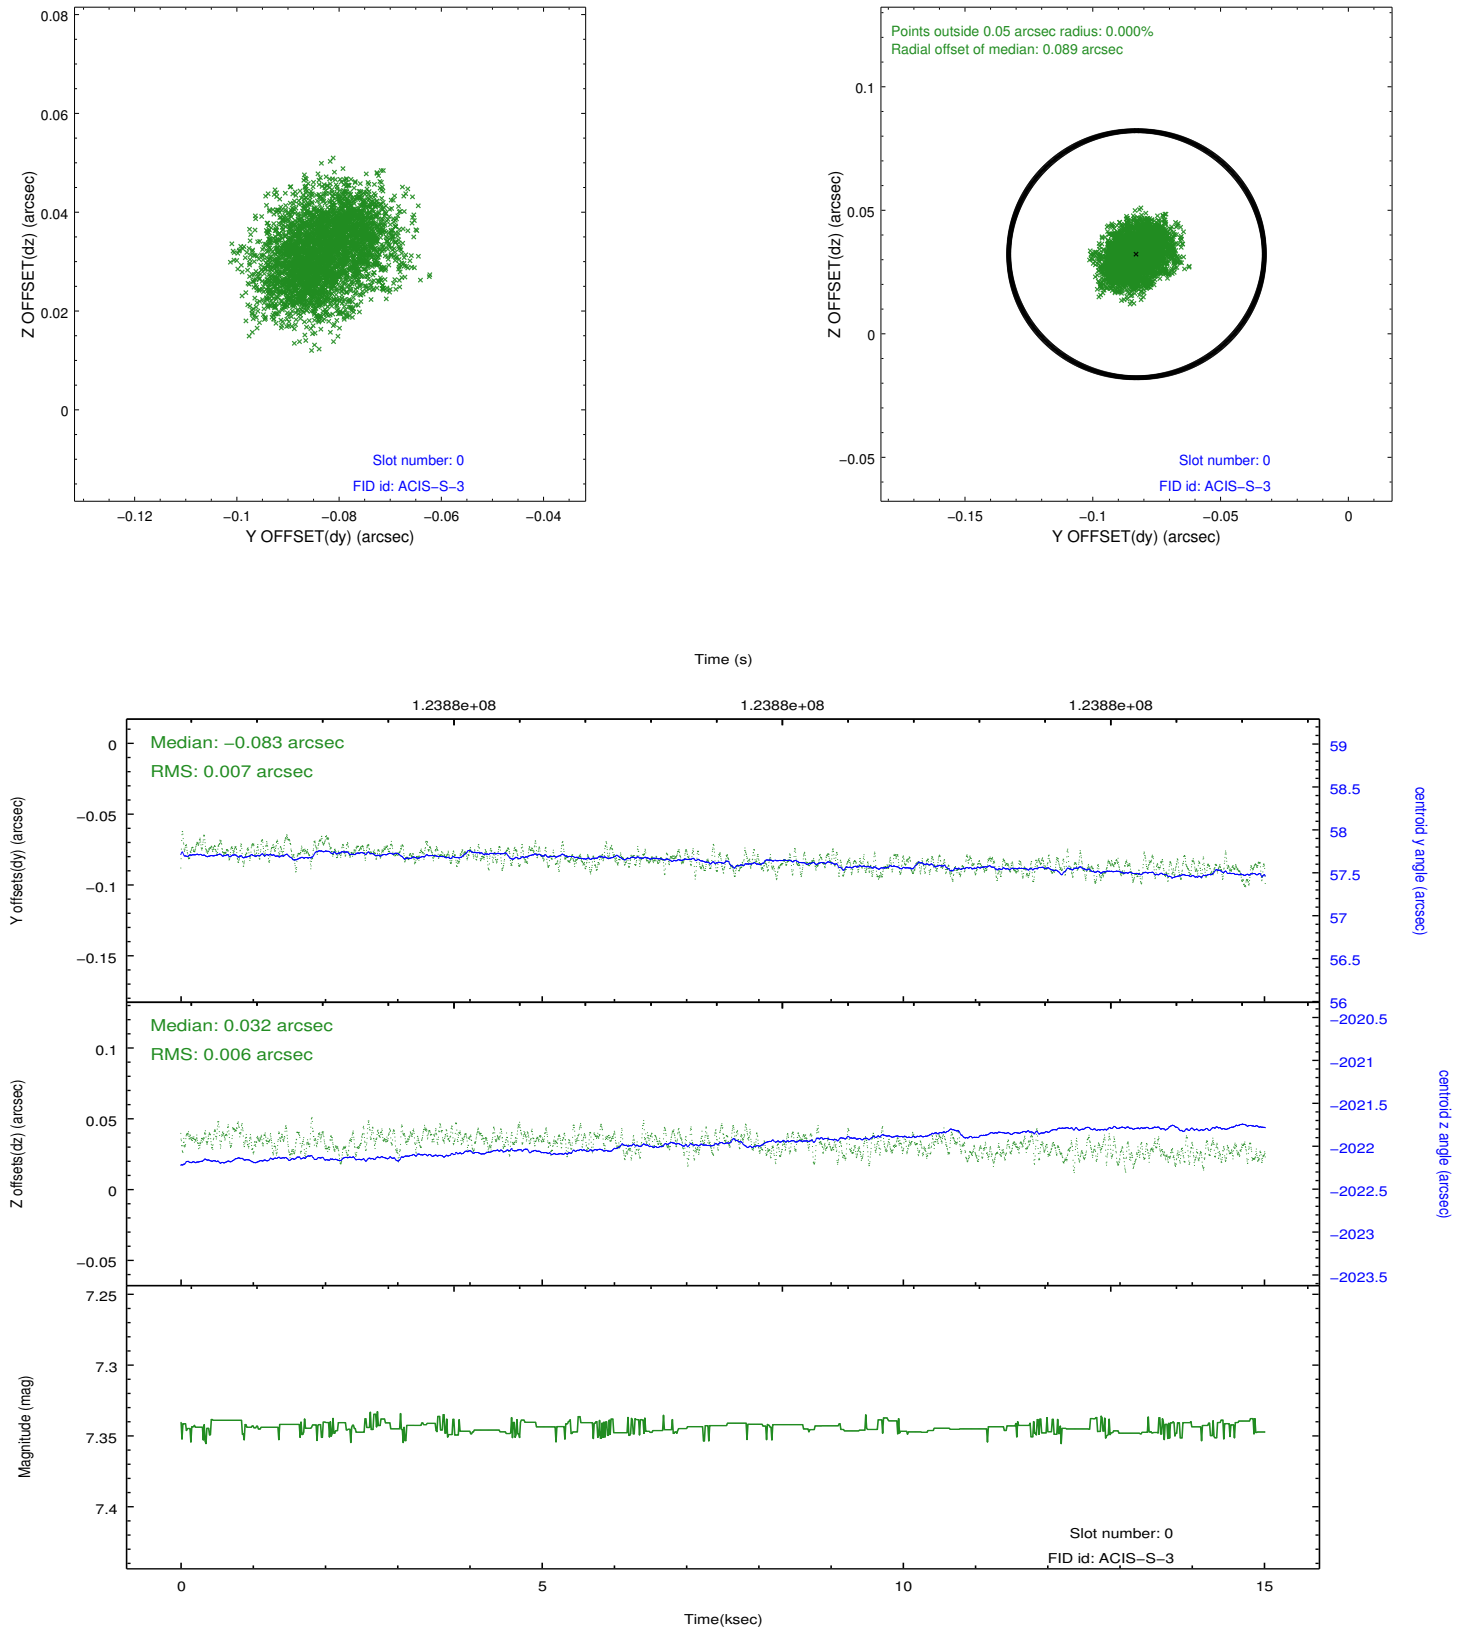 0.08
0.06
0.04
0.02
0
Z OFFSET(dz) (arcsec)
Slot number: 0
FID id: ACIS−S−3
−0.12
−0.1
−0.08
−0.06
−0.04
Y OFFSET(dy) (arcsec)
Points outside 0.05 arcsec radius: 0.000%
Radial offset of median: 0.089 arcsec
0.1
0.05
0
−0.05
Z OFFSET(dz) (arcsec)
Slot number: 0
FID id: ACIS−S−3
−0.15
−0.1
−0.05
0
Y OFFSET(dy) (arcsec)
Time (s)
1.2388e+08
1.2388e+08
1.2388e+08
Median: −0.083 arcsec
RMS: 0.007 arcsec
0
−0.05
−0.1
−0.15
Y offsets(dy) (arcsec)
59
58.5
58
57.5
57
56.5
56
centroid y angle (arcsec)
Median: 0.032 arcsec
RMS: 0.006 arcsec
0.1
0.05
0
−0.05
Z offsets(dz) (arcsec)
−2020.5
−2021
−2021.5
−2022
−2022.5
−2023
−2023.5
centroid z angle (arcsec)
7.25
7.3
7.35
7.4
Magnitude (mag)
Slot number: 0
FID id: ACIS−S−3
0
5
10
15
Time(ksec)